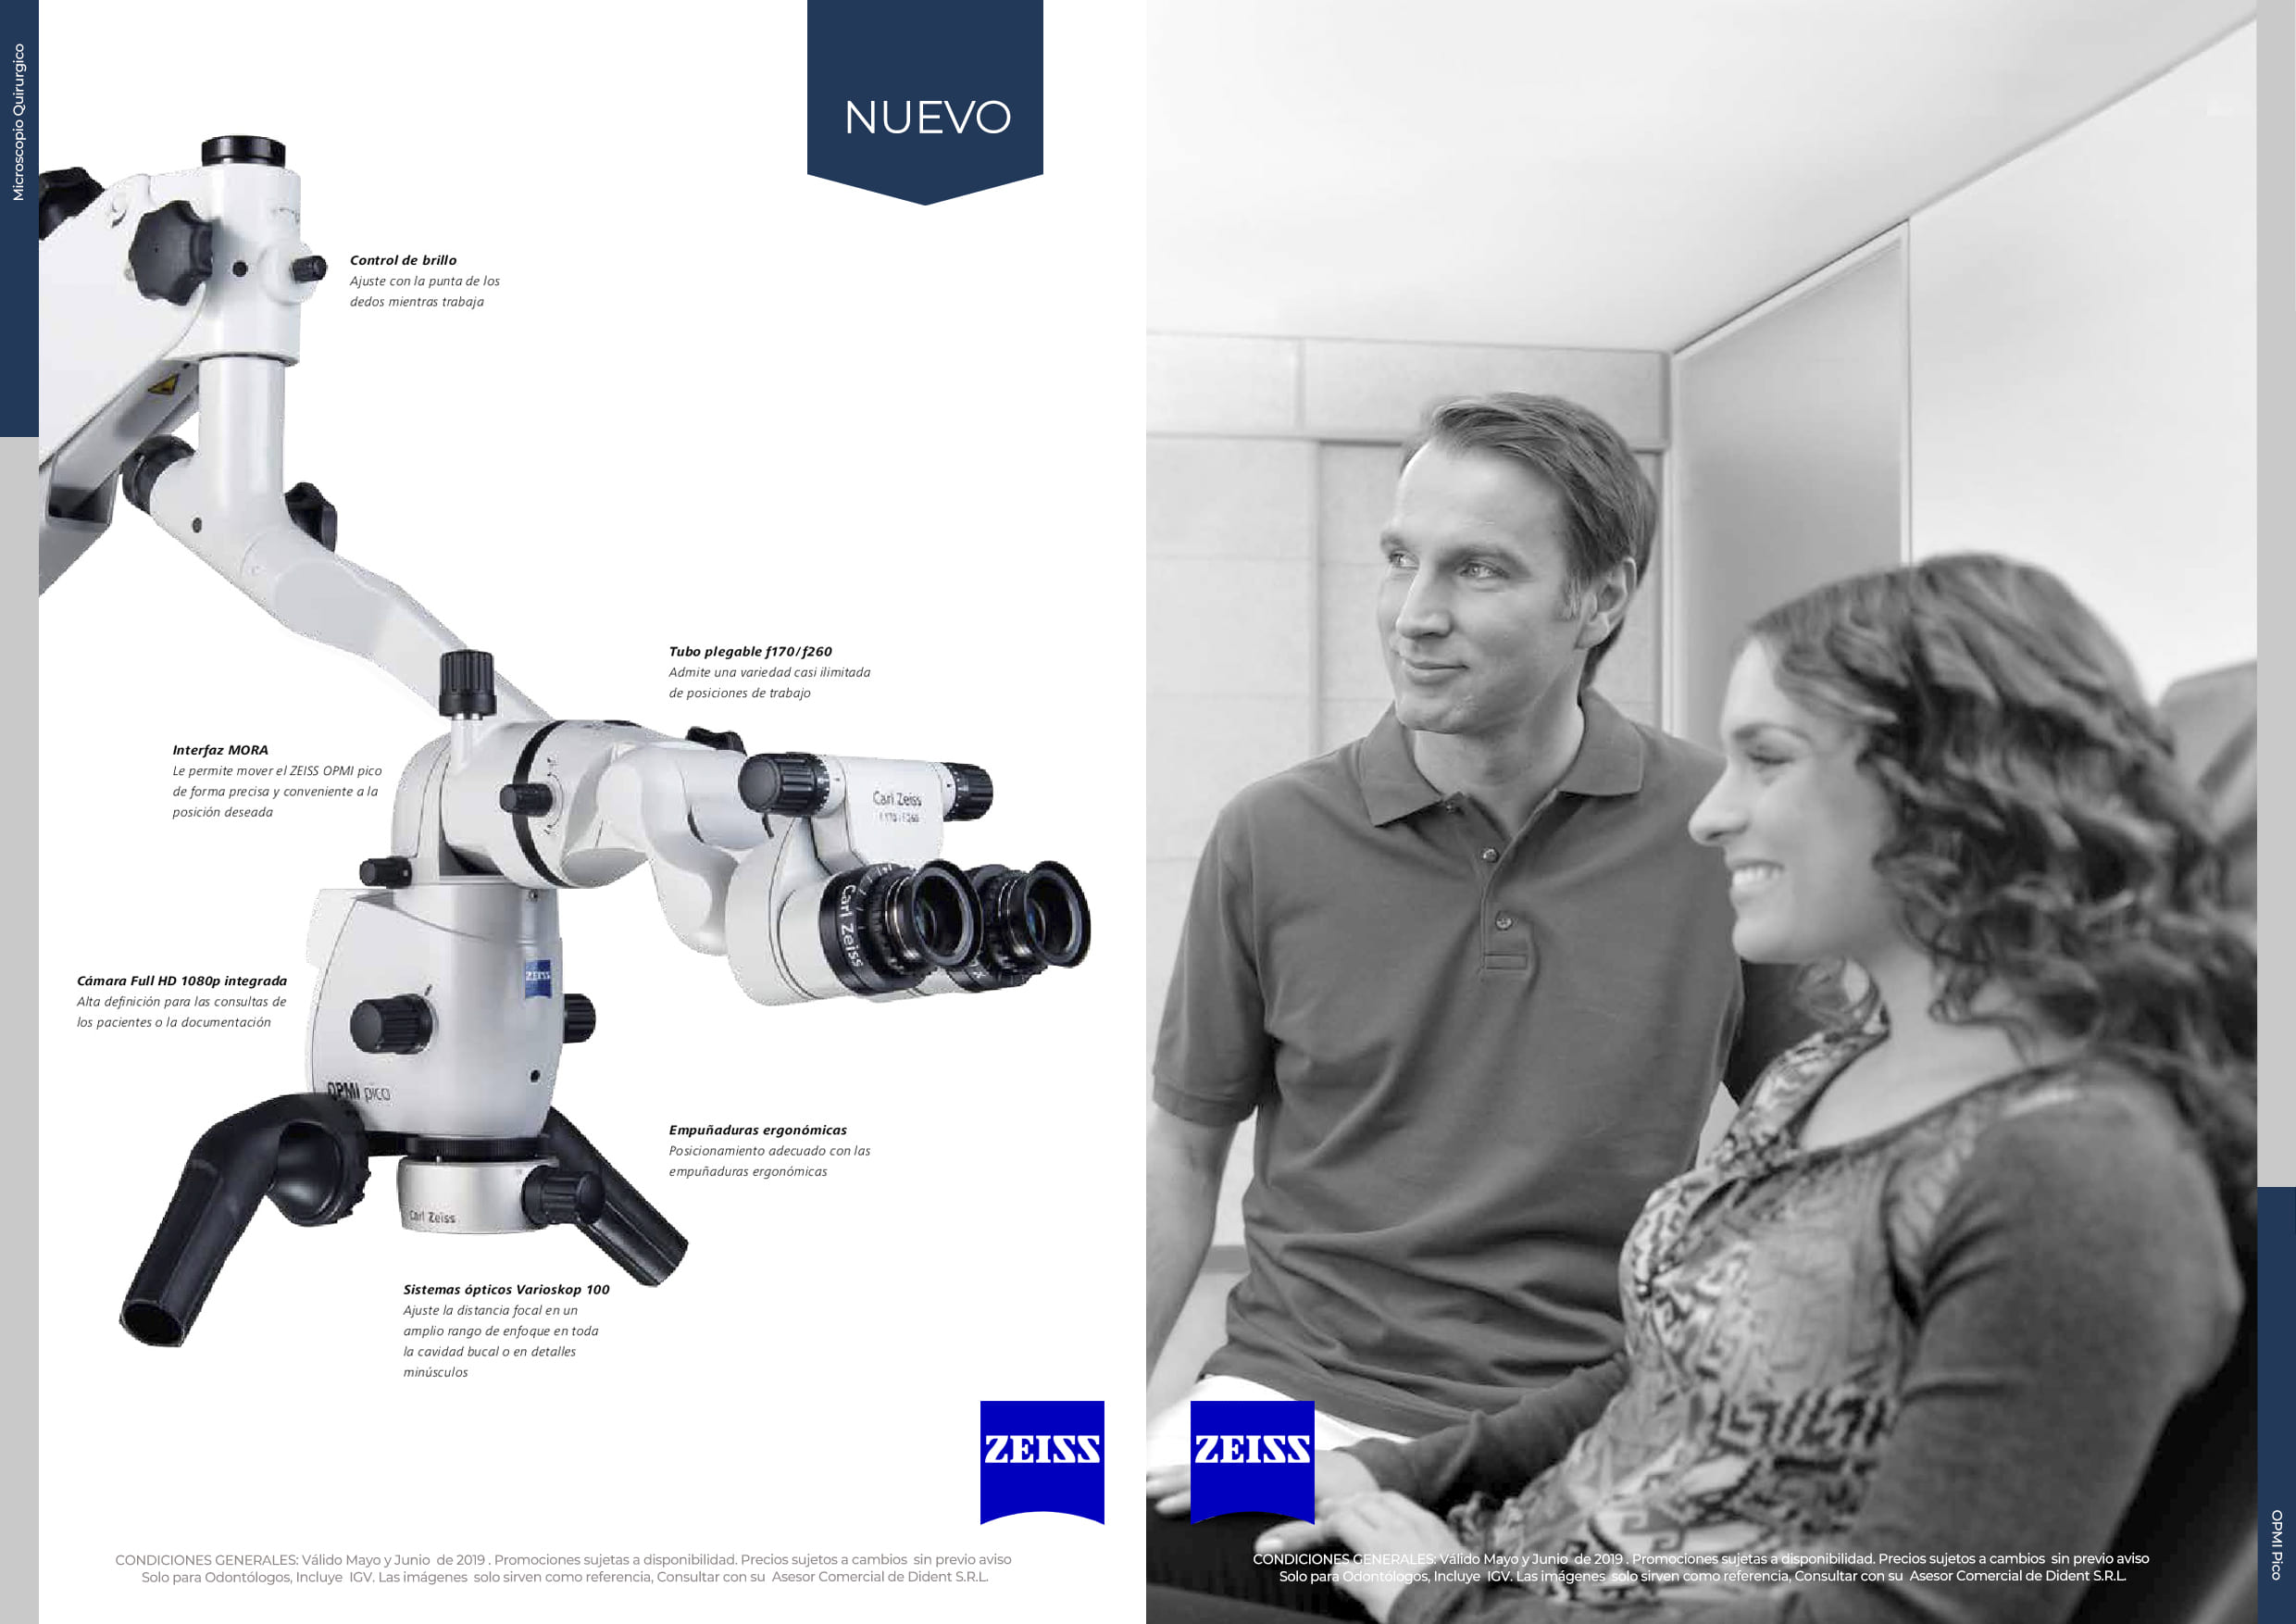 Microscopio Quirurgico
NUEVO
Control de brillo
Ajuste con la punta de los
dedos mientras trabaja
Tubo plegable f170/f260
Admite una variedad casi ilimitada
de posiciones de trabajo
Interfaz MORA
Le permite mover el ZEISS OPMI pico
de forma precisa y conveniente a la
posición deseada
Carl Zeiss
f 170 - f 260
Carl Zeiss
ZEISS
Cámara Full HD 1080p integrada
Alta definición para las consultas de
los pacientes o la documentación
OPMI pico
Empuñaduras ergonómicas
Posicionamiento adecuado con las
empuñaduras ergonómicas
Carl Zeiss
Sistemas ópticos Varioskop 100
Ajuste la distancia focal en un
amplio rango de enfoque en toda
la cavidad bucal o en detalles
minúsculos
ZEISS
CONDICIONES GENERALES: Válido Mayo y Junio de 2019 . Promociones sujetas a disponibilidad. Precios sujetos a cambios sin previo aviso
Solo para Odontólogos, Incluye IGV. Las imágenes solo sirven como referencia, Consultar con su Asesor Comercial de Dident S.R.L.
ZEISS
CONDICIONES GENERALES: Válido Mayo y Junio de 2019 . Promociones sujetas a disponibilidad. Precios sujetos a cambios sin previo aviso
Solo para Odontólogos, Incluye IGV. Las imágenes solo sirven como referencia, Consultar con su Asesor Comercial de Dident S.R.L.
OPMI Pico